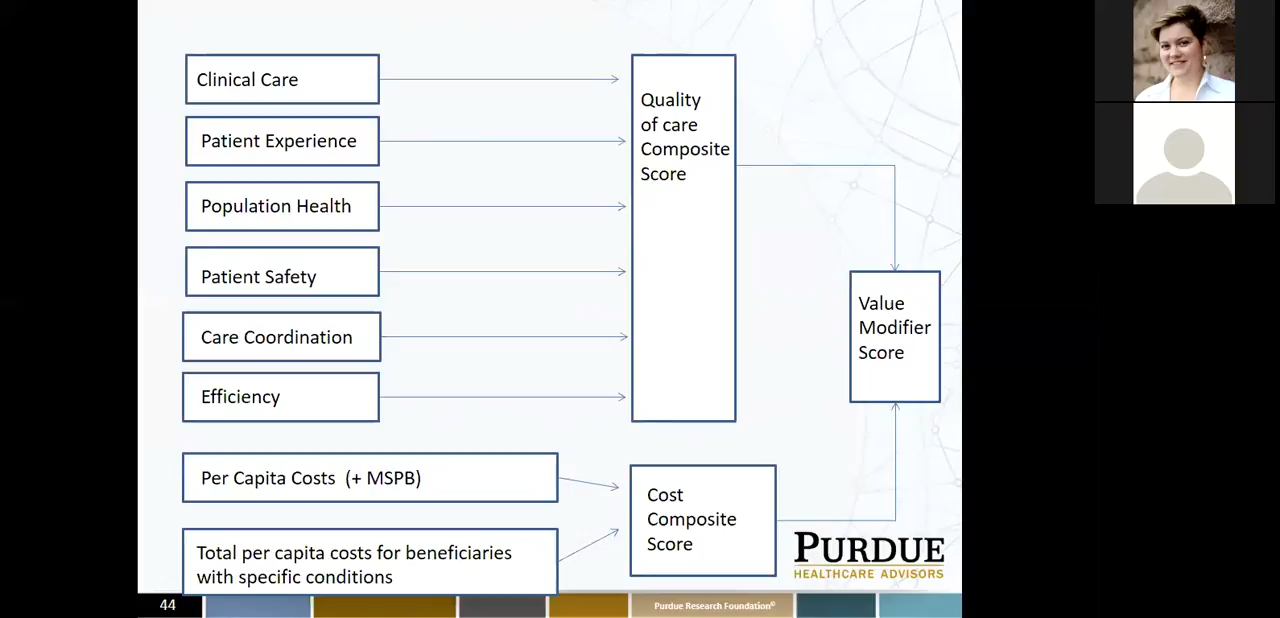 Clinical Care
Patient Experience
Population Health
Patient Safety
Care Coordination
Efficiency
Quality
of care
Composite
Score
Value
Modifier
Score
Per Capita Costs (+ MSPB)
Total per capita costs for beneficiaries
with specific conditions
Cost
Composite
Score
PURDUE
HEALTHCARE ADVISORS
44
Purdue Research Foundation©